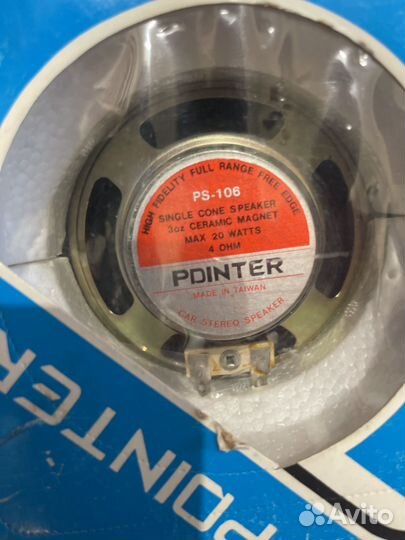 HIGH FIDELITY FULL RANGE FREE EDGE
PS-106
SINGLE CONE SPEAKER
3oz CERAMIC MAGNET
MAX 20 WATTS
4 OHM
POINTER
MADE IN TAIWAN
CAR STEREO SPEAKER
POINTER
Avito